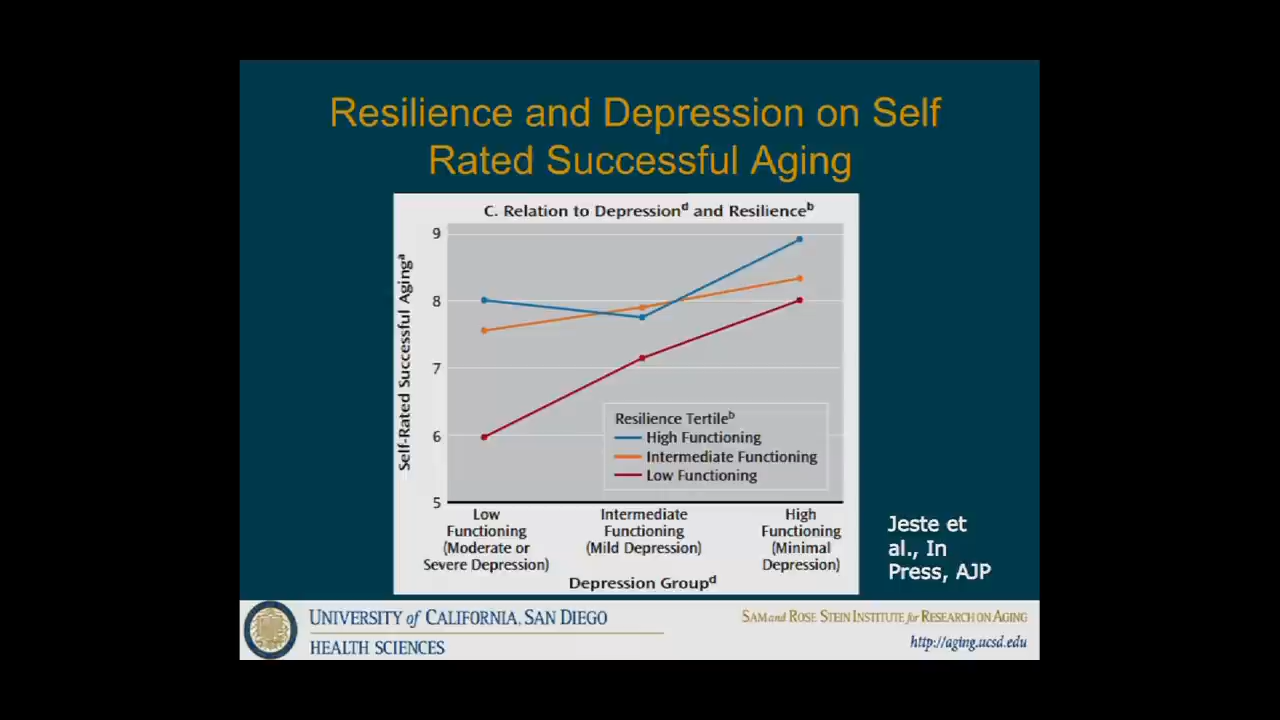 Resilience and Depression on Self
Rated Successful Aging
C. Relation to Depressionᵈ and Resilienceᵇ
Self-Rated Successful Agingᵃ
9
8
7
6
5
Resilience Tertileᵇ
High Functioning
Intermediate Functioning
Low Functioning
Low
Functioning
(Moderate or
Severe Depression)
Intermediate
Functioning
(Mild Depression)
High
Functioning
(Minimal
Depression)
Depression Groupᵈ
Jeste et
al., In
Press, AJP
UNIVERSITY of CALIFORNIA, SAN DIEGO
HEALTH SCIENCES
SAM and ROSE STEIN INSTITUTE for RESEARCH ON AGING
http://aging.ucsd.edu